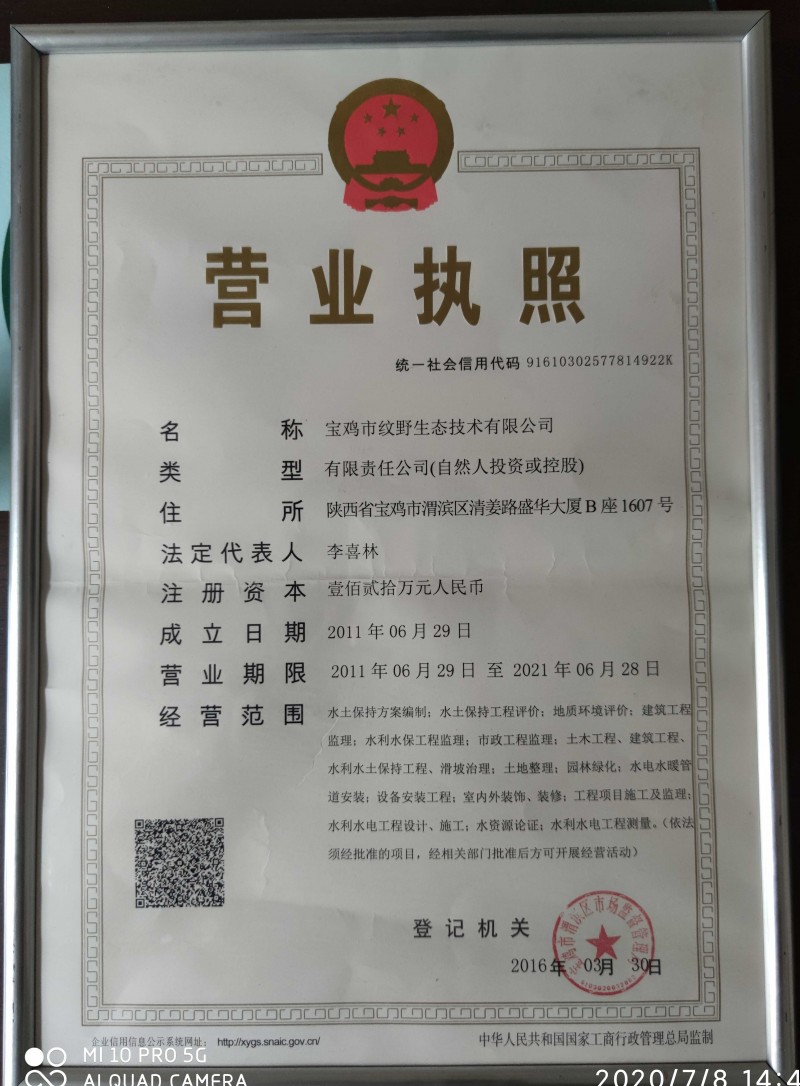 营业执照
统一社会信用代码 91610302577814922K
名称 宝鸡市纹野生态技术有限公司
类型 有限责任公司(自然人投资或控股)
住所 陕西省宝鸡市渭滨区清姜路盛华大厦B座1607号
法定代表人 李喜林
注册资本 壹佰贰拾万元人民币
成立日期 2011年06月29日
营业期限 2011年06月29日 至 2021年06月28日
经营范围 水土保持方案编制；水土保持工程评价；地质环境评价；建筑工程
监理；水利水保工程监理；市政工程监理；土木工程、建筑工程、
水利水土保持工程、滑坡治理；土地整理；园林绿化；水电水暖管
道安装；设备安装工程；室内外装饰、装修；工程项目施工及监理；
水利水电工程设计、施工；水资源论证；水利水电工程测量。（依法
须经批准的项目，经相关部门批准后方可开展经营活动）
登记机关
2016年 03月 30日
企业信用信息公示系统网址： http://xygs.snaic.gov.cn/
中华人民共和国国家工商行政管理总局监制
MI 10 PRO 5G
AI QUAD CAMERA
2020/7/8 14:4